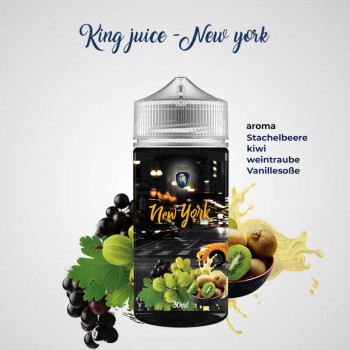 King juice -New york
aroma
Stachelbeere
kiwi
weintraube
Vanillesoße
New York
30ml